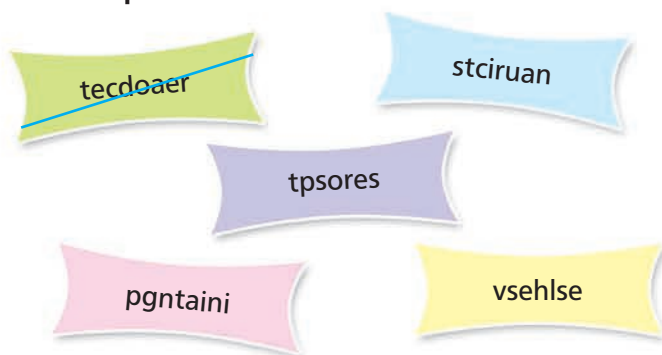 tecdoaer
stciruan
tpsores
pgntaini
vsehlse